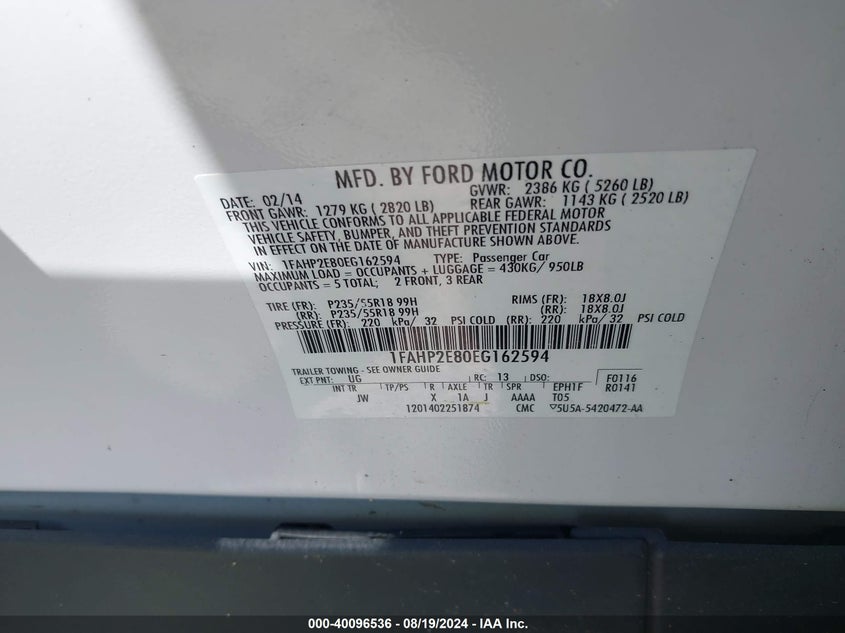 MFD. BY FORD MOTOR CO.
DATE: 02/14 GVWR: 2386 KG ( 5260 LB)
FRONT GAWR: 1279 KG ( 2820 LB) REAR GAWR: 1143 KG ( 2520 LB)
THIS VEHICLE CONFORMS TO ALL APPLICABLE FEDERAL MOTOR
VEHICLE SAFETY, BUMPER, AND THEFT PREVENTION STANDARDS
IN EFFECT ON THE DATE OF MANUFACTURE SHOWN ABOVE.
VIN: 1FAHP2E80EG162594 TYPE: Passenger Car
MAXIMUM LOAD = OCCUPANTS + LUGGAGE = 430KG/ 950LB
OCCUPANTS = 5 TOTAL; 2 FRONT, 3 REAR
TIRE (FR): P235/55R18 99H RIMS (FR): 18X8.0J
(RR): P235/55R18 99H (RR): 18X8.0J
PRESSURE (FR): 220 kPa/ 32 PSI COLD (RR): 220 kPa/ 32 PSI COLD
1FAHP2E80EG162594
TRAILER TOWING - SEE OWNER GUIDE
EXT PNT: UG RC: 13 DSO: F0116
INT TR TP/PS R AXLE TR SPR EPH1F R0141
JW X 1A J AAAA T05
1201402251874 CMC ▽5U5A-5420472-AA
000-40096536 - 08/19/2024 - IAA Inc.